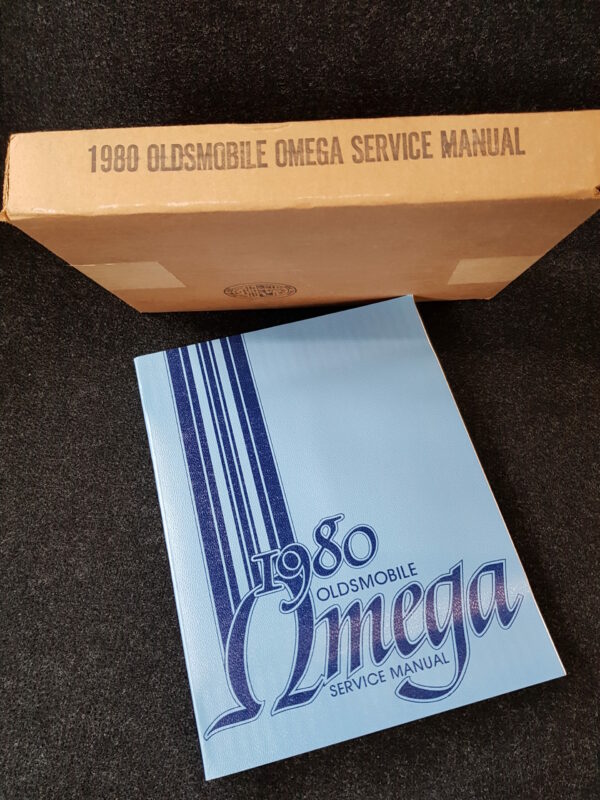 1980 OLDSMOBILE OMEGA SERVICE MANUAL
1980
OLDSMOBILE
Omega
SERVICE MANUAL